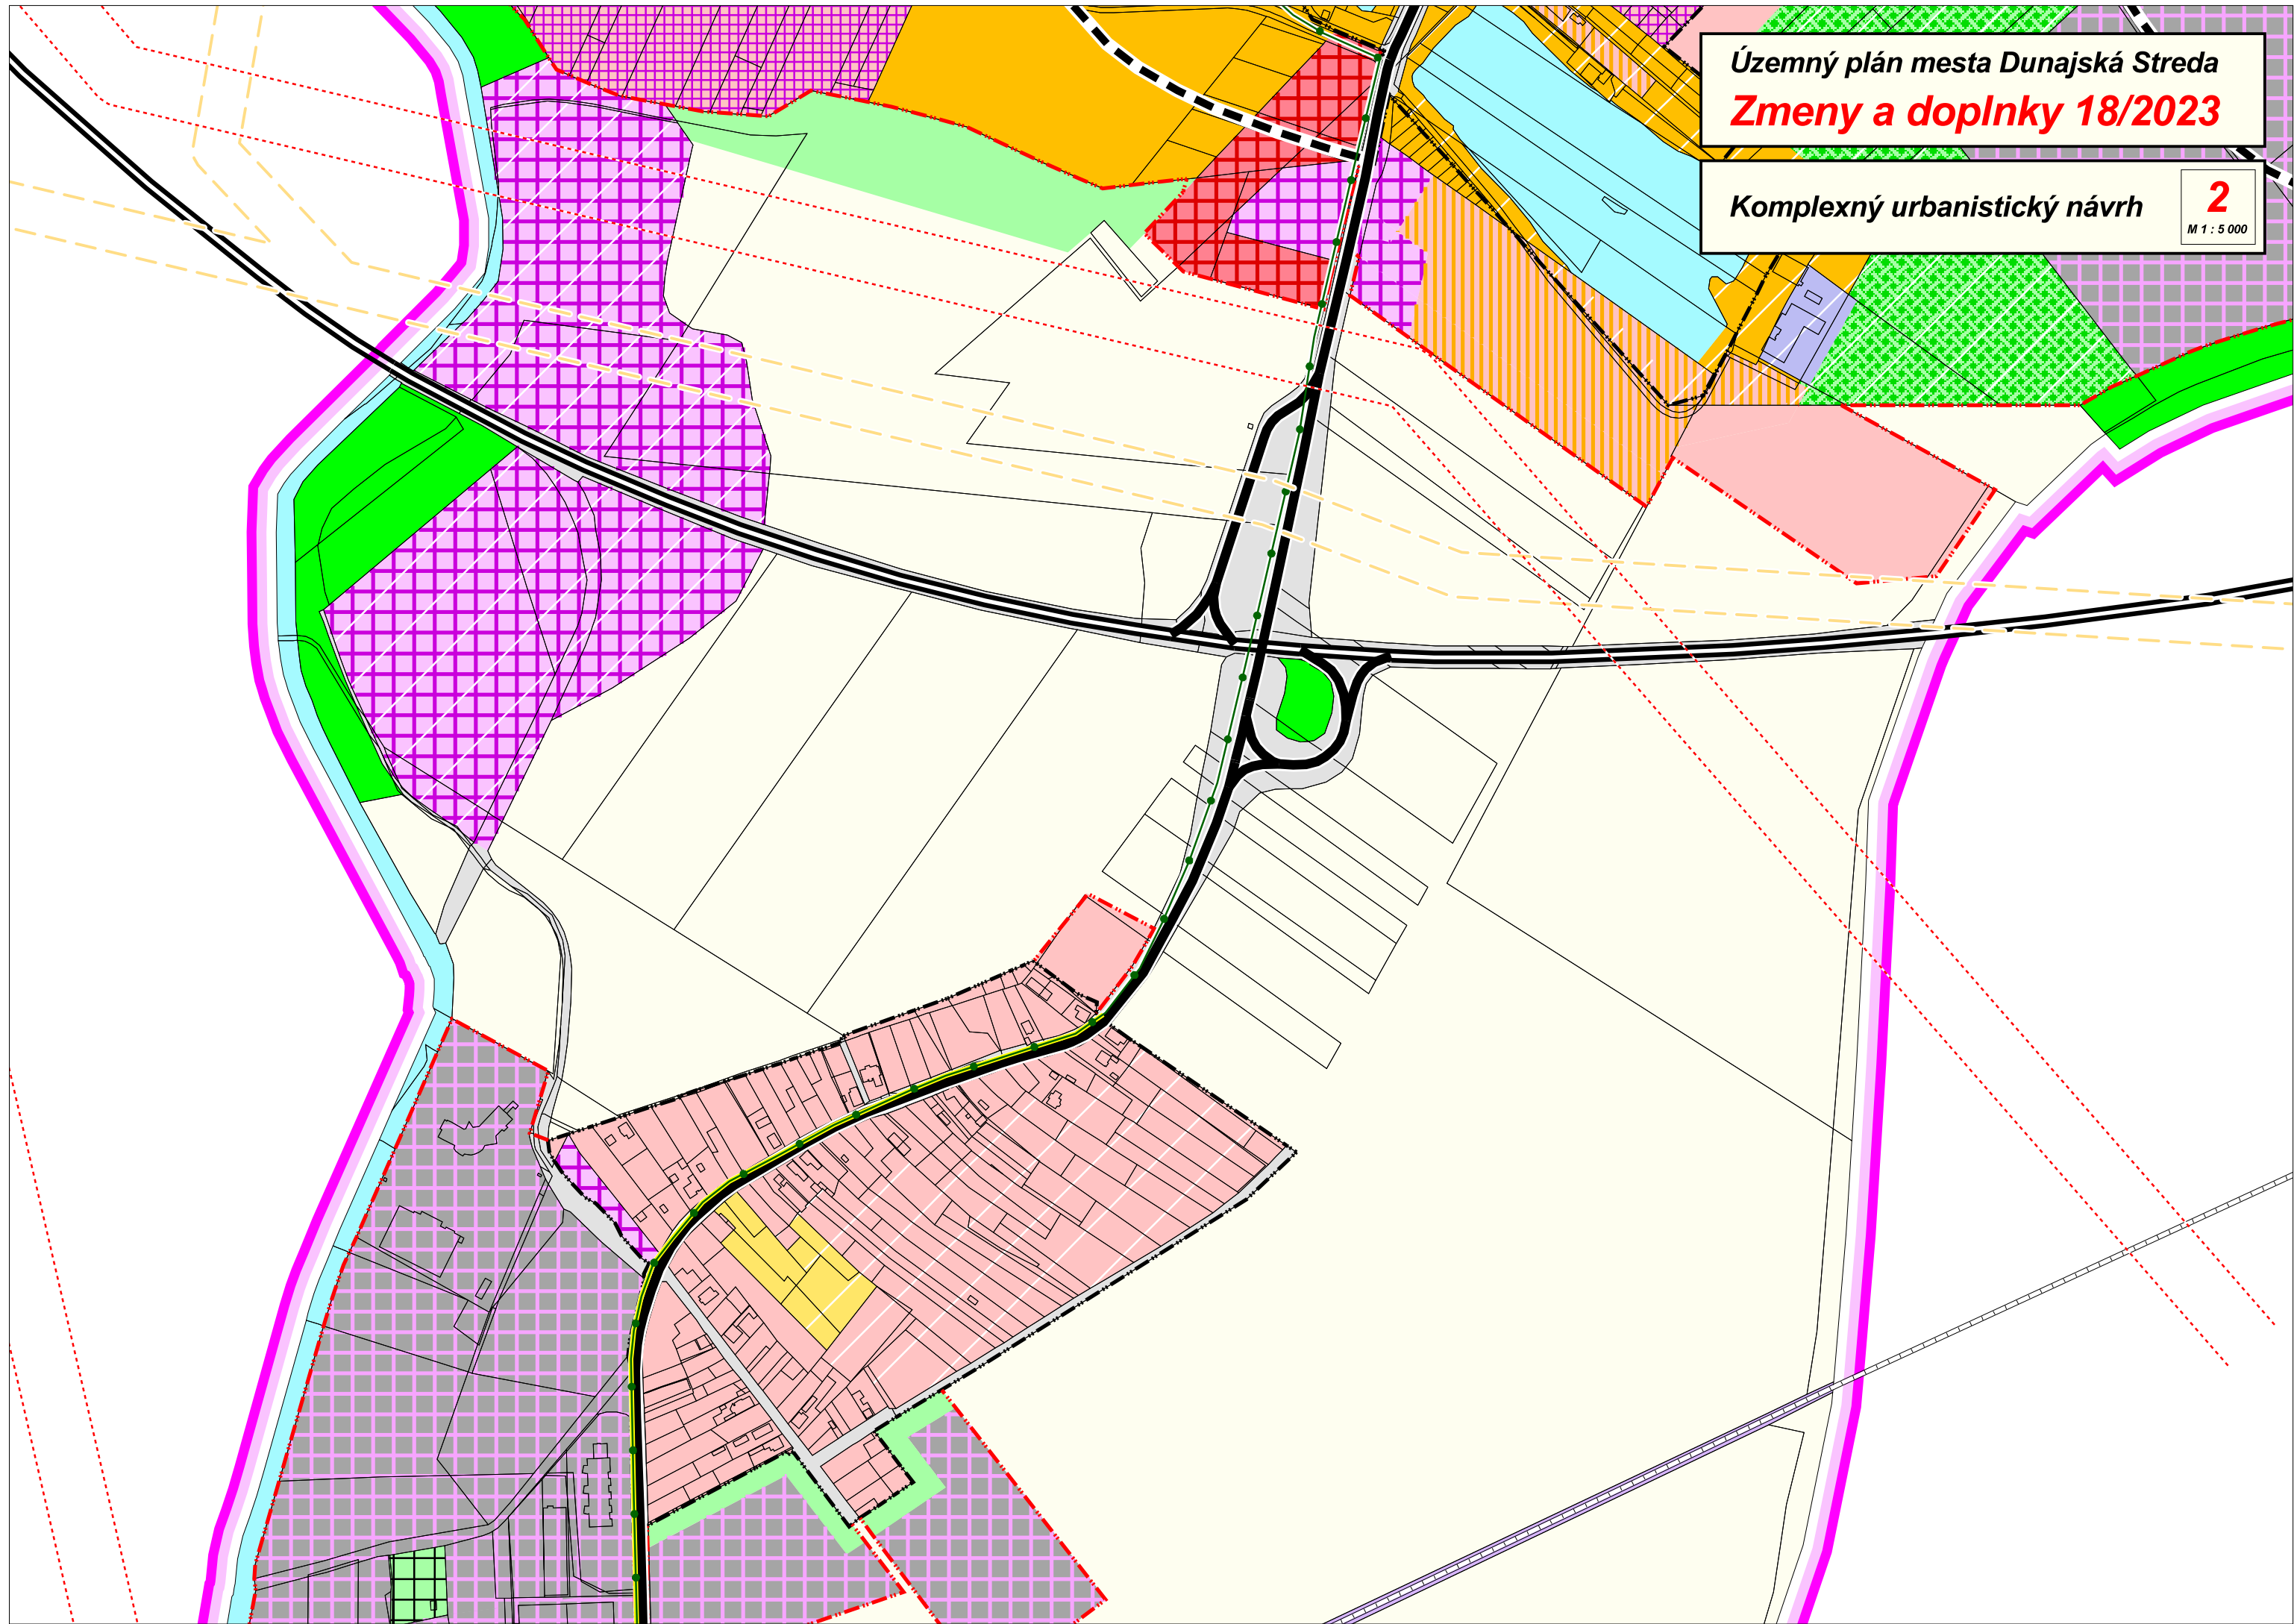 Územný plán mesta Dunajská Streda
Zmeny a doplnky 18/2023
Komplexný urbanistický návrh
2
M 1 : 5 000